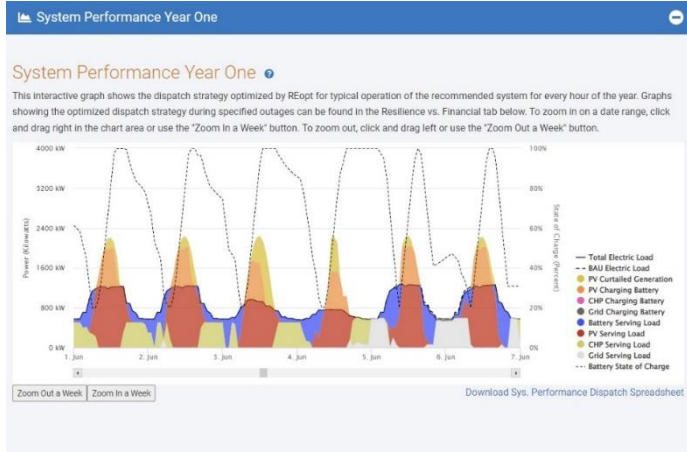 System Performance Year One
System Performance Year One
This interactive graph shows the dispatch strategy optimized by REopt for typical operation of the recommended system for every hour of the year. Graphs
showing the optimized dispatch strategy during specified outages can be found in the Resilience vs. Financial tab below. To zoom in on a date range, click
and drag right in the chart area or use the "Zoom In a Week" button. To zoom out, click and drag left or use the "Zoom Out a Week" button.
4000 kW
3200 kW
2400 kW
1600 kW
800 kW
0 kW
Power (Kilowatts)
100%
80%
60%
40%
20%
0%
State of Charge (Percent)
1. Jun
2. Jun
3. Jun
4. Jun
5. Jun
6. Jun
7. Jun
Total Electric Load
BAU Electric Load
PV Curtailed Generation
PV Charging Battery
CHP Charging Battery
Grid Charging Battery
Battery Serving Load
PV Serving Load
CHP Serving Load
Grid Serving Load
Battery State of Charge
Zoom Out a Week
Zoom In a Week
Download Sys. Performance Dispatch Spreadsheet